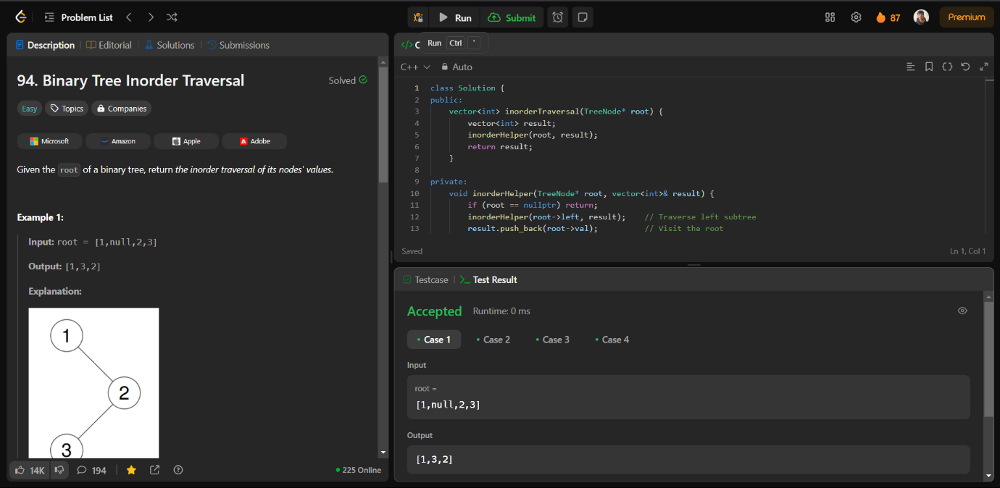 Problem List
Run
Submit
87
Premium
Description
Editorial
Solutions
Submissions
94. Binary Tree Inorder Traversal
Solved
Easy
Topics
Companies
Microsoft
Amazon
Apple
Adobe
Given the root of a binary tree, return the inorder traversal of its nodes' values.
Example 1:
Input: root = [1,null,2,3]
Output: [1,3,2]
Explanation:
1
2
3
14K
194
225 Online
</> C
Run Ctrl '
C++
Auto
1 class Solution {
2 public:
3 vector<int> inorderTraversal(TreeNode* root) {
4 vector<int> result;
5 inorderHelper(root, result);
6 return result;
7 }
8
9 private:
10 void inorderHelper(TreeNode* root, vector<int>& result) {
11 if (root == nullptr) return;
12 inorderHelper(root->left, result); // Traverse left subtree
13 result.push_back(root->val); // Visit the root
Saved
Ln 1, Col 1
Testcase
>_ Test Result
Accepted
Runtime: 0 ms
• Case 1
• Case 2
• Case 3
• Case 4
Input
root =
[1,null,2,3]
Output
[1,3,2]